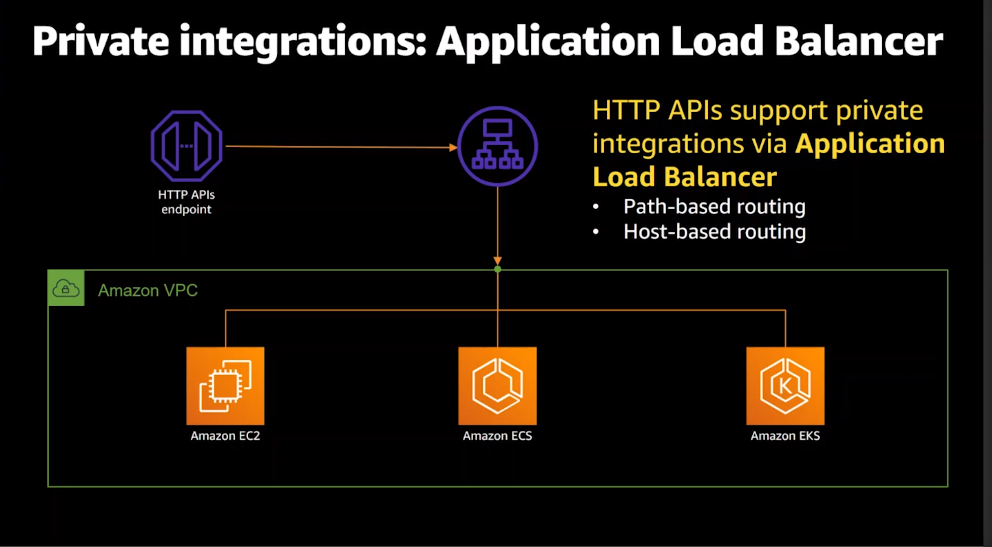 Private integrations: Application Load Balancer
HTTP APIs
endpoint
HTTP APIs support private
integrations via Application
Load Balancer
• Path-based routing
• Host-based routing
Amazon VPC
Amazon EC2
Amazon ECS
K
Amazon EKS